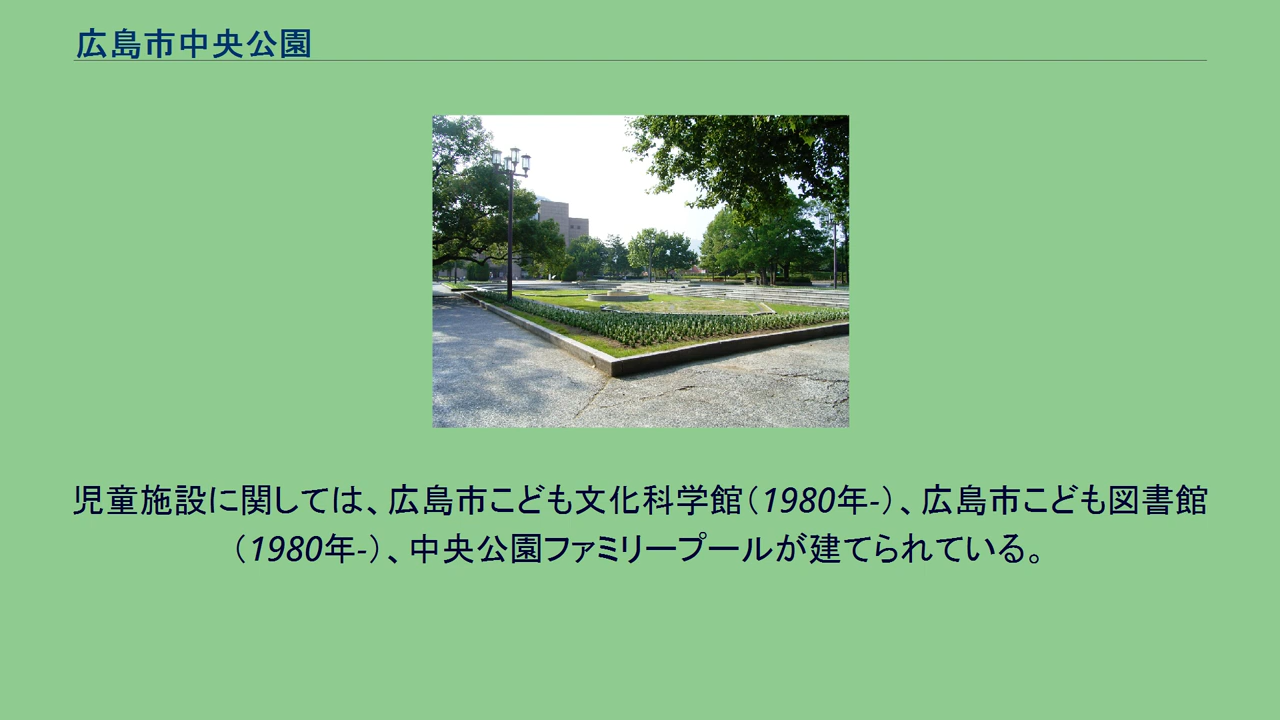 広島市中央公園
児童施設に関しては、広島市こども文化科学館（1980年-）、広島市こども図書館
（1980年-）、中央公園ファミリープールが建てられている。